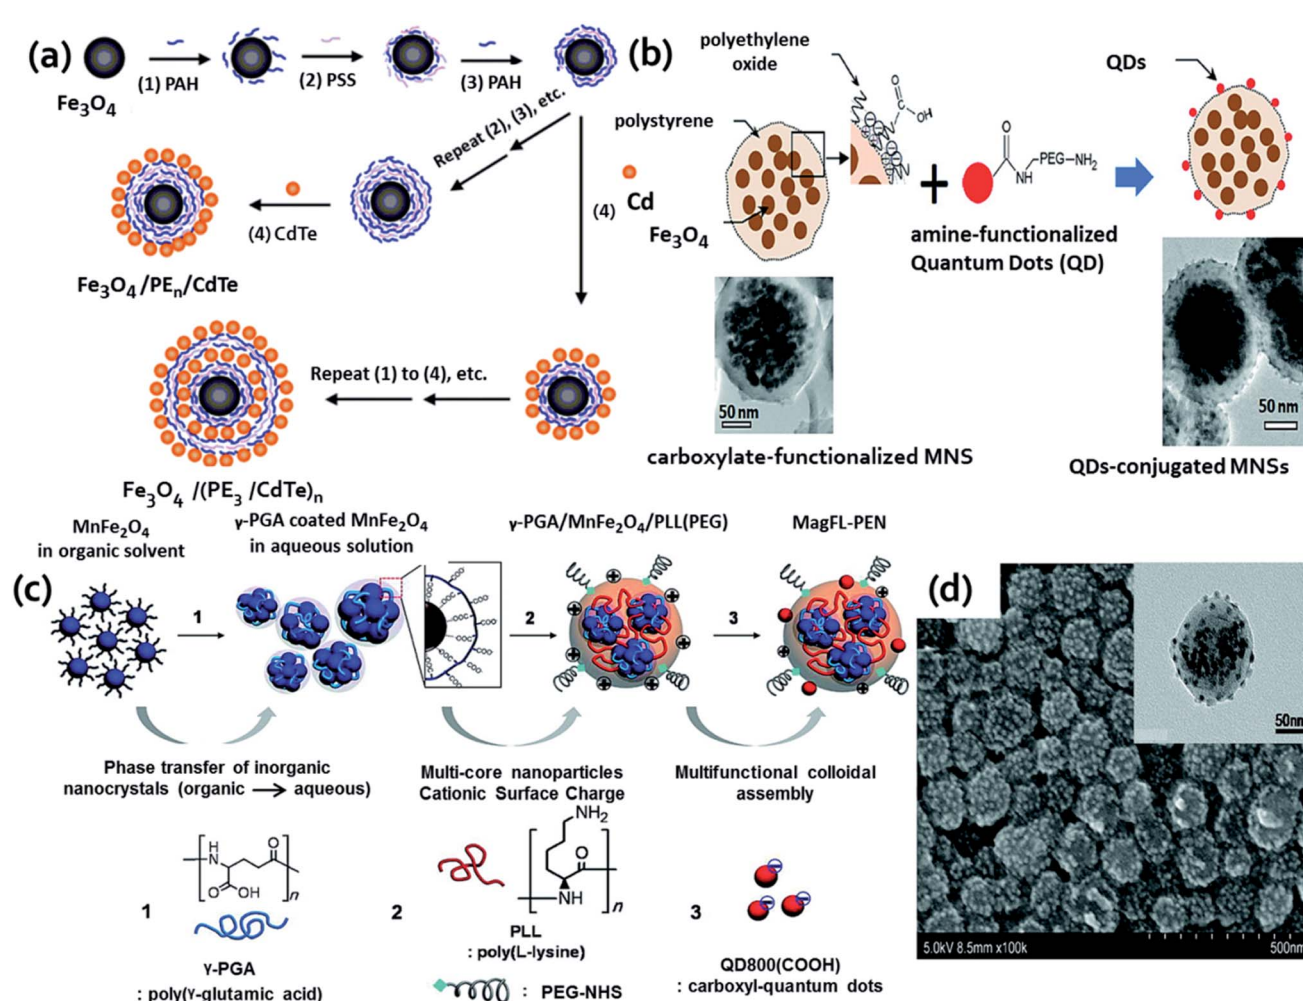 (a)
Fe3O4
(1) PAH
(2) PSS
(3) PAH
Repeat (2), (3), etc.
(4) CdTe
Fe3O4/PEn/CdTe
(4)
Cd
Repeat (1) to (4), etc.
Fe3O4 /(PE3 /CdTe)n
(b)
polyethylene
oxide
polystyrene
Fe3O4
O
OH
+
O
NH
PEG–NH2
amine-functionalized
Quantum Dots (QD)
QDs
50 nm
carboxylate-functionalized MNS
50 nm
QDs-conjugated MNSs
(c)
MnFe2O4
in organic solvent
γ-PGA coated MnFe2O4
in aqueous solution
γ-PGA/MnFe2O4/PLL(PEG)
MagFL-PEN
1
2
3
Phase transfer of inorganic
nanocrystals (organic → aqueous)
Multi-core nanoparticles
Cationic Surface Charge
Multifunctional colloidal
assembly
H
N
O
O
OH
n
1
γ-PGA
: poly(γ-glutamic acid)
NH2
O
NH
n
2
PLL
: poly(L-lysine)
: PEG-NHS
3
QD800(COOH)
: carboxyl-quantum dots
(d)
50nm
5.0kV 8.5mm x100k
500nm